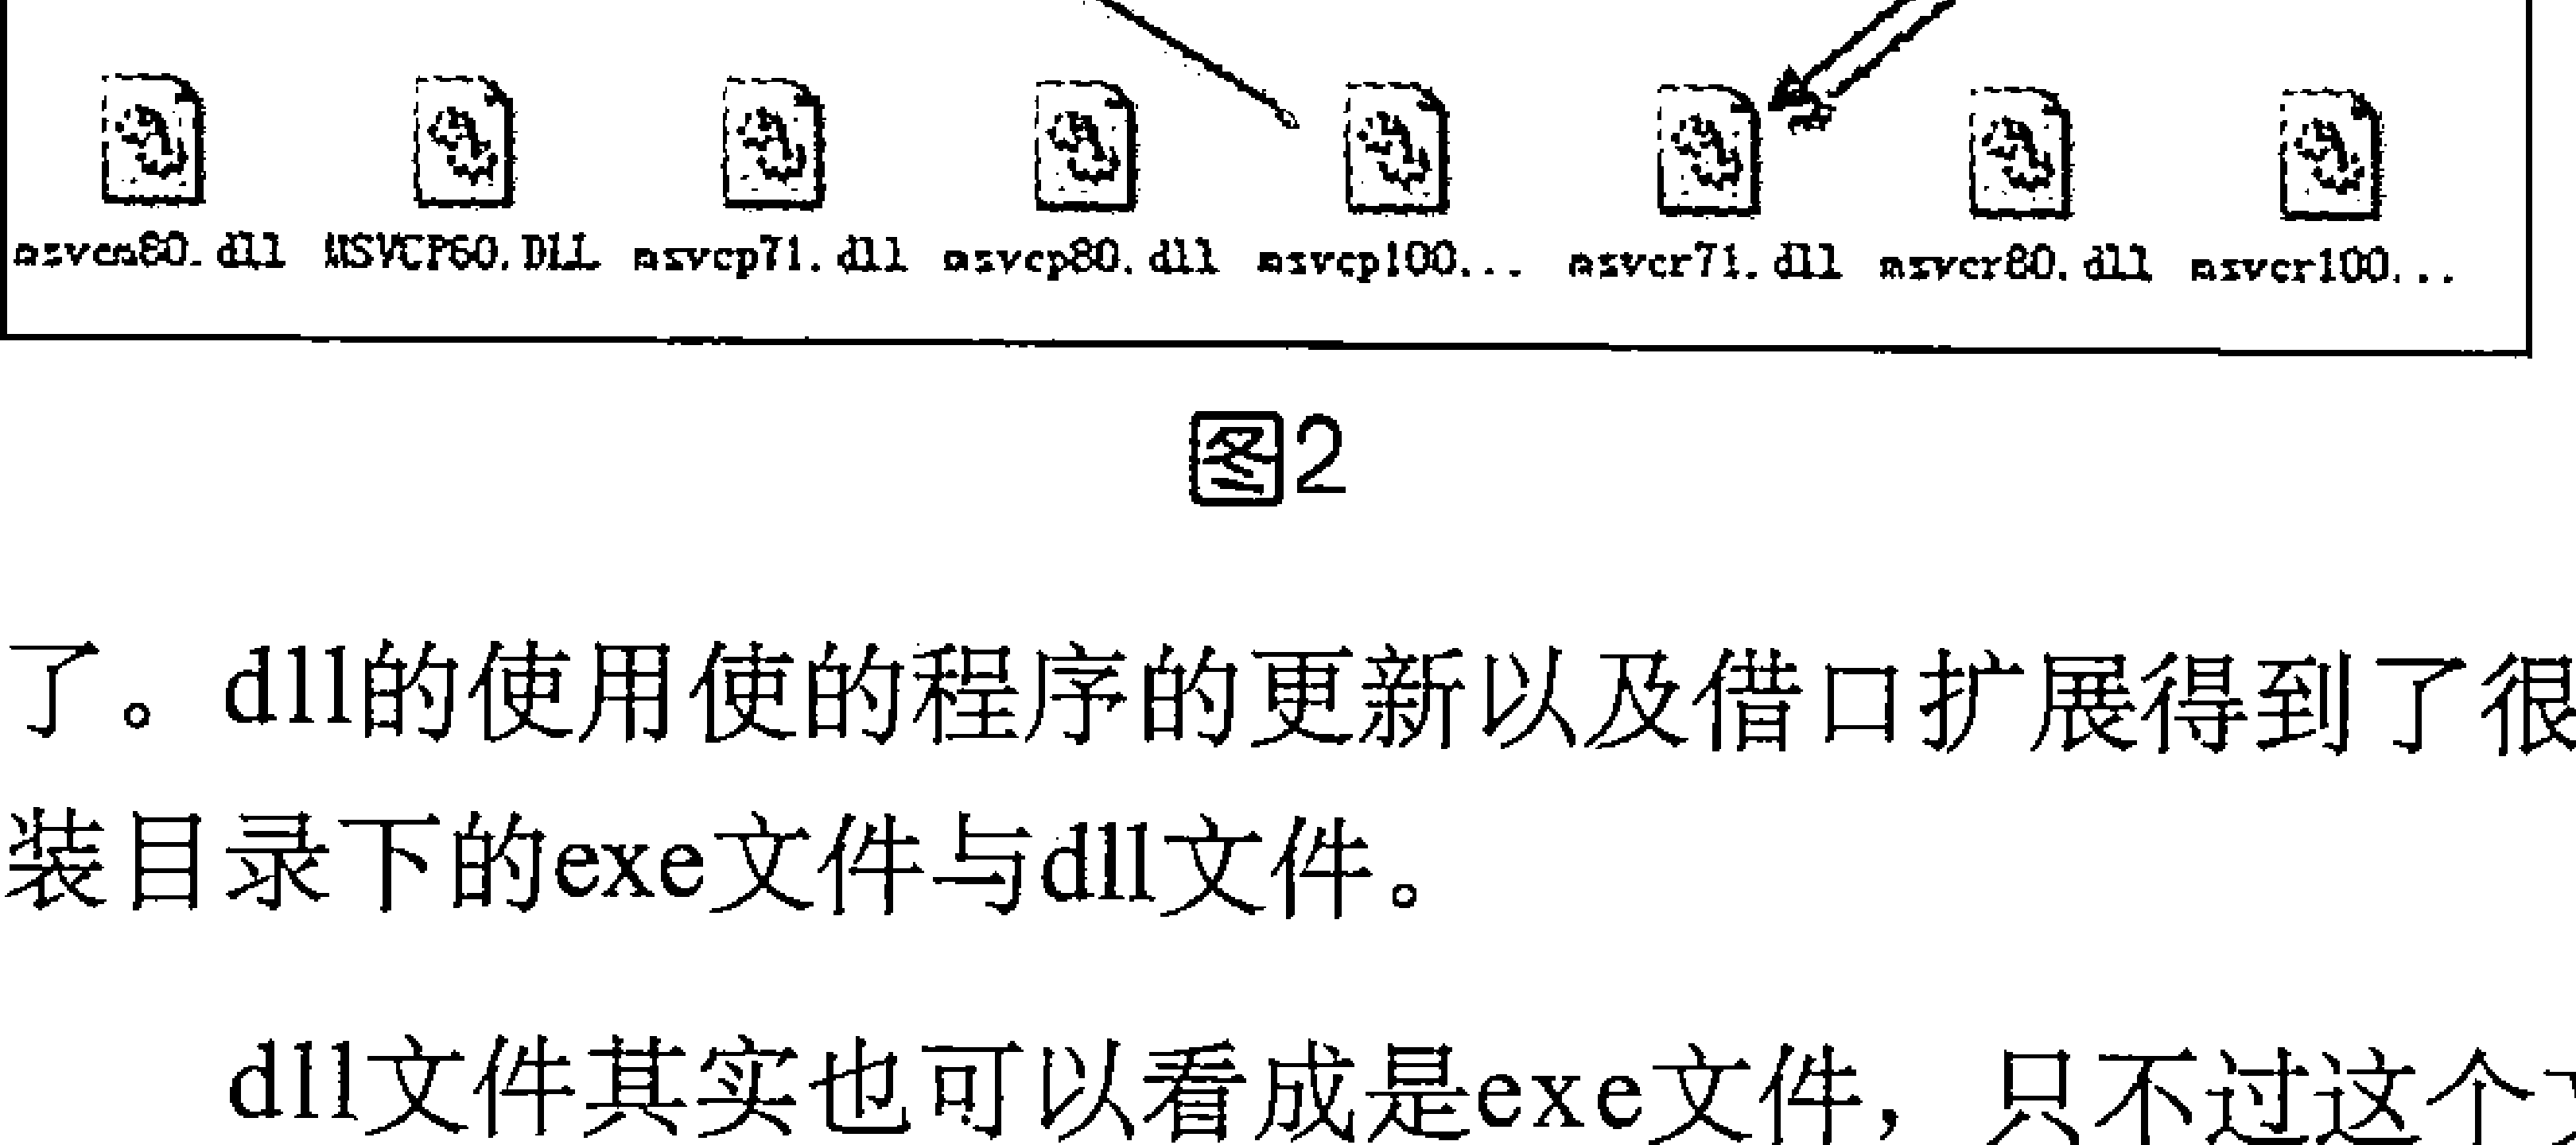 msvcm80.dll MSVCP60.DLL msvcp71.dll msvcp80.dll msvcp100... msvcr71.dll msvcr80.dll msvcr100...
图2
了。dll的使用使的程序的更新以及借口扩展得到了很
装目录下的exe文件与dll文件。
dll文件其实也可以看成是exe文件，只不过这个